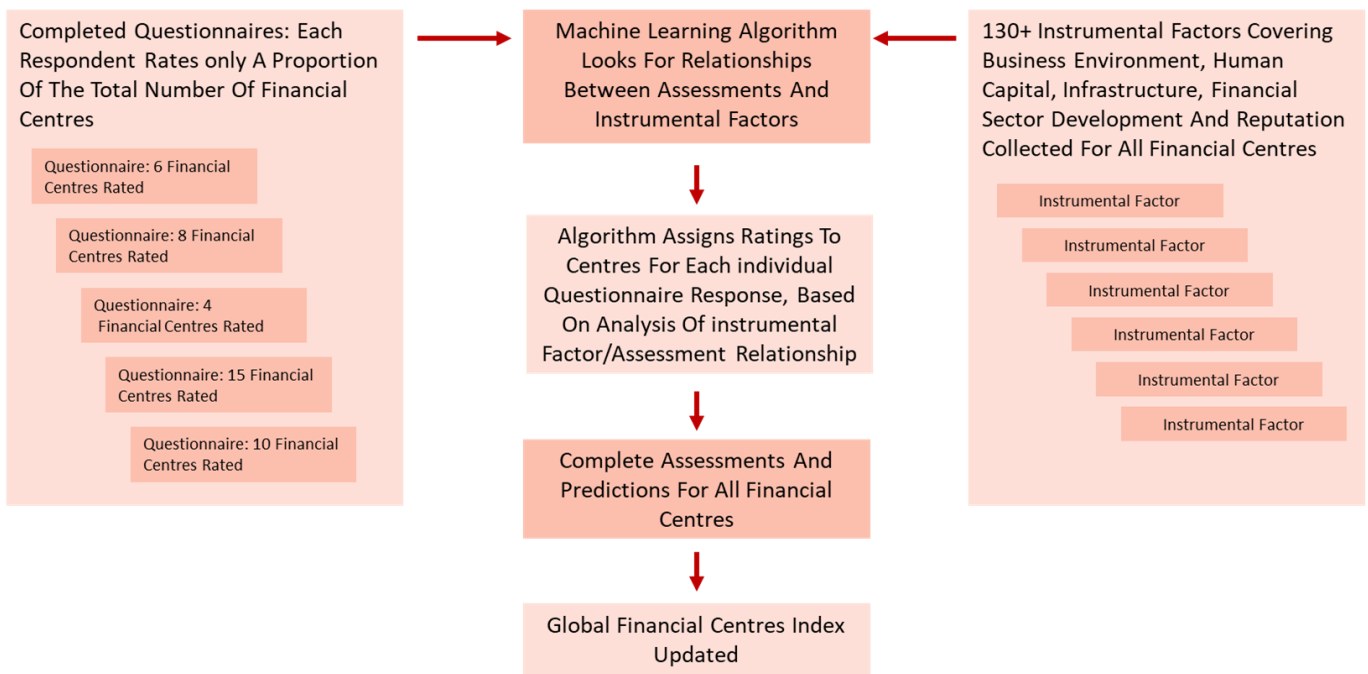 Completed Questionnaires: Each
Respondent Rates only A Proportion
Of The Total Number Of Financial
Centres
Questionnaire: 6 Financial
Centres Rated
Questionnaire: 8 Financial
Centres Rated
Questionnaire: 4
Financial Centres Rated
Questionnaire: 15 Financial
Centres Rated
Questionnaire: 10 Financial
Centres Rated
Machine Learning Algorithm
Looks For Relationships
Between Assessments And
Instrumental Factors
Algorithm Assigns Ratings To
Centres For Each individual
Questionnaire Response, Based
On Analysis Of instrumental
Factor/Assessment Relationship
Complete Assessments And
Predictions For All Financial
Centres
Global Financial Centres Index
Updated
130+ Instrumental Factors Covering
Business Environment, Human
Capital, Infrastructure, Financial
Sector Development And Reputation
Collected For All Financial Centres
Instrumental Factor
Instrumental Factor
Instrumental Factor
Instrumental Factor
Instrumental Factor
Instrumental Factor